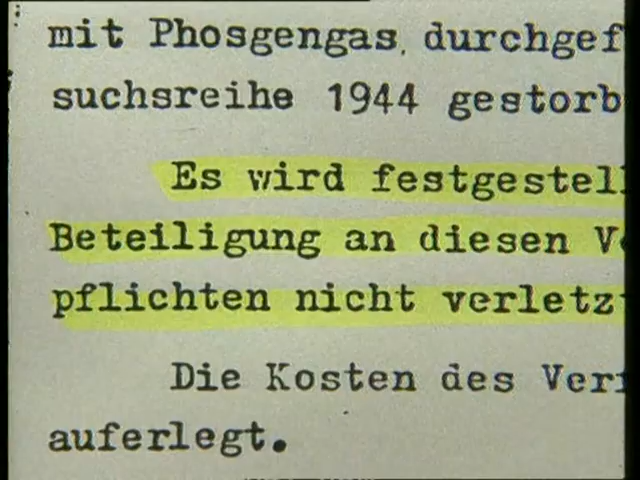 mit Phosgengas, durchgef
suchsreihe 1944 gestorb
Es wird festgestell
Beteiligung an diesen V
pflichten nicht verletz
Die Kosten des Ver
auferlegt.